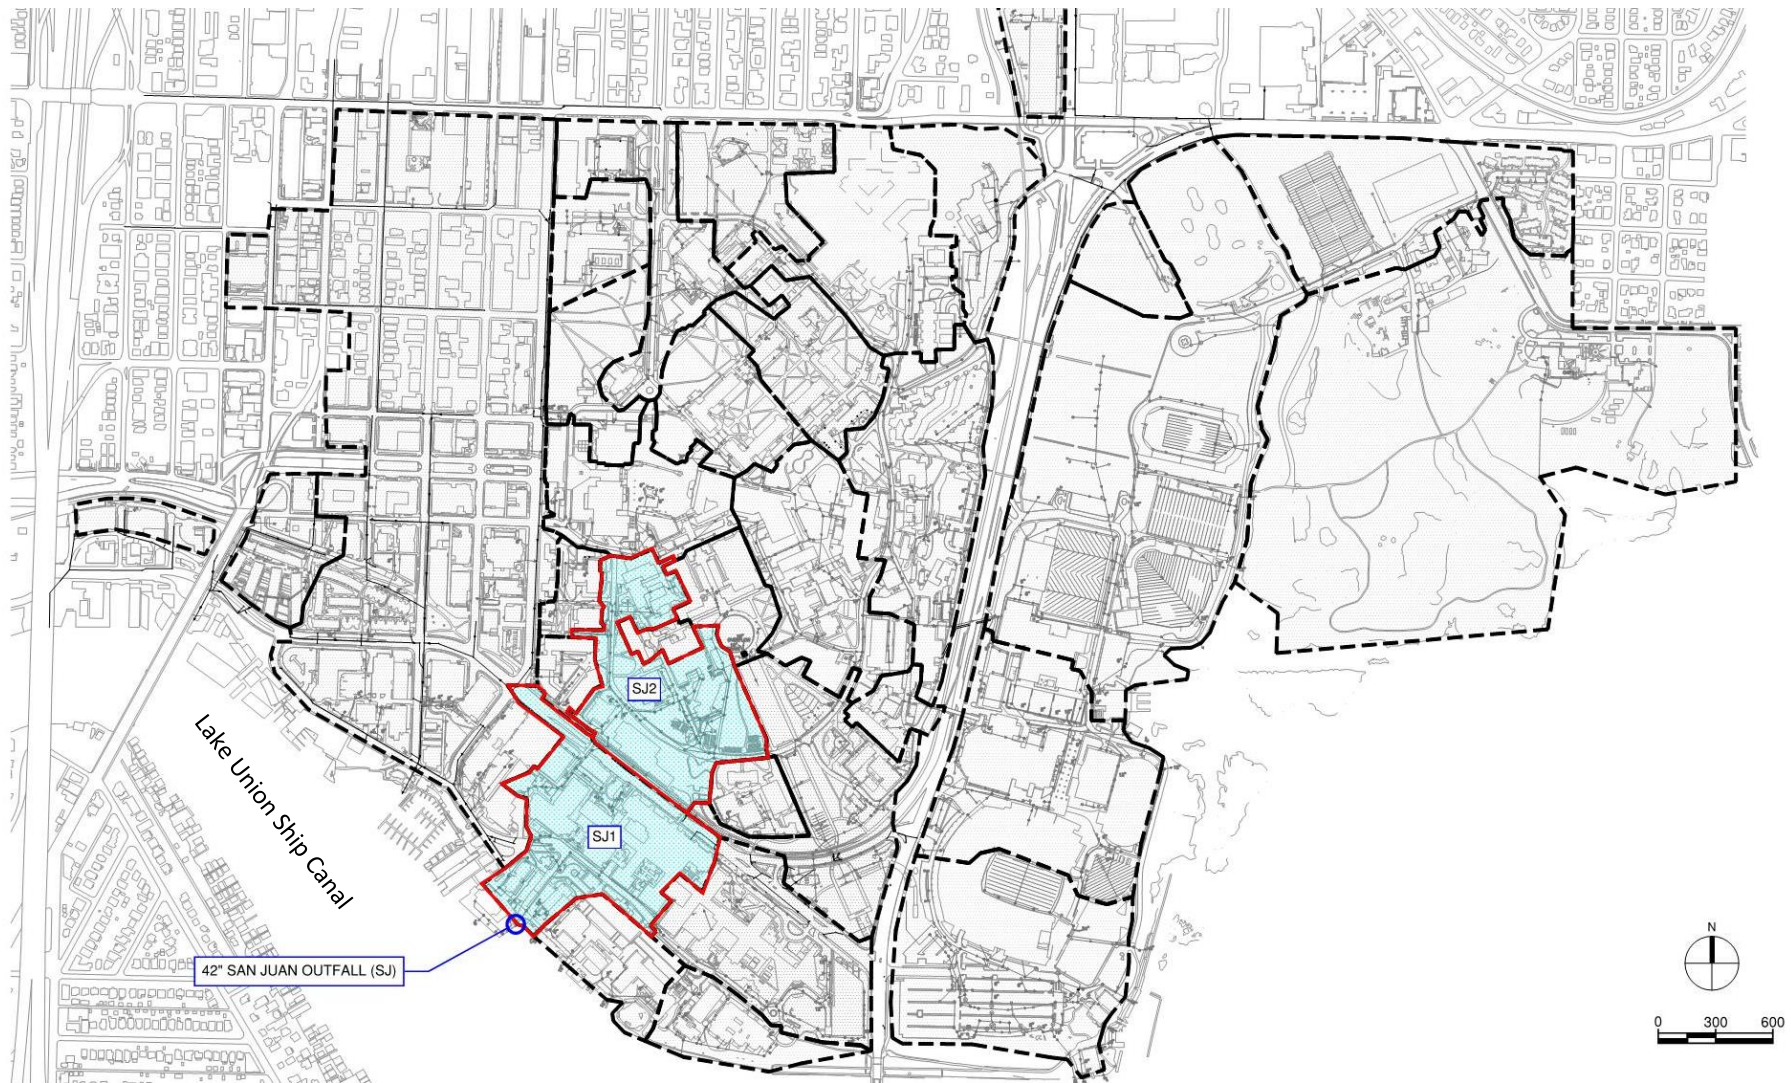 SJ2
Lake Union Ship Canal
SJ1
42" SAN JUAN OUTFALL (SJ)
N
0 300 600